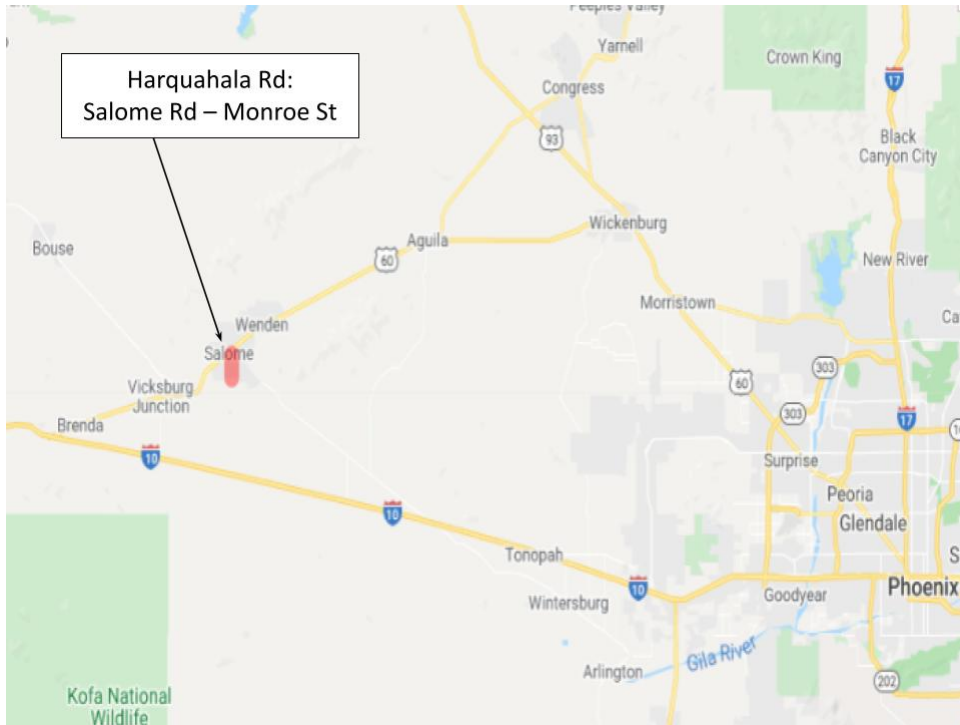 Peeples Valley
Yarnell
Crown King
17
Harquahala Rd:
Salome Rd – Monroe St
Congress
93
Black
Canyon City
Wickenburg
Bouse
Aguila
60
New River
Morristown
Wenden
Salome
303
Vicksburg
Junction
60
303
17
Brenda
10
Surprise
Peoria
10
Glendale
Tonopah
10
Phoenix
Wintersburg
Goodyear
Gila River
Arlington
202
Kofa National
Wildlife